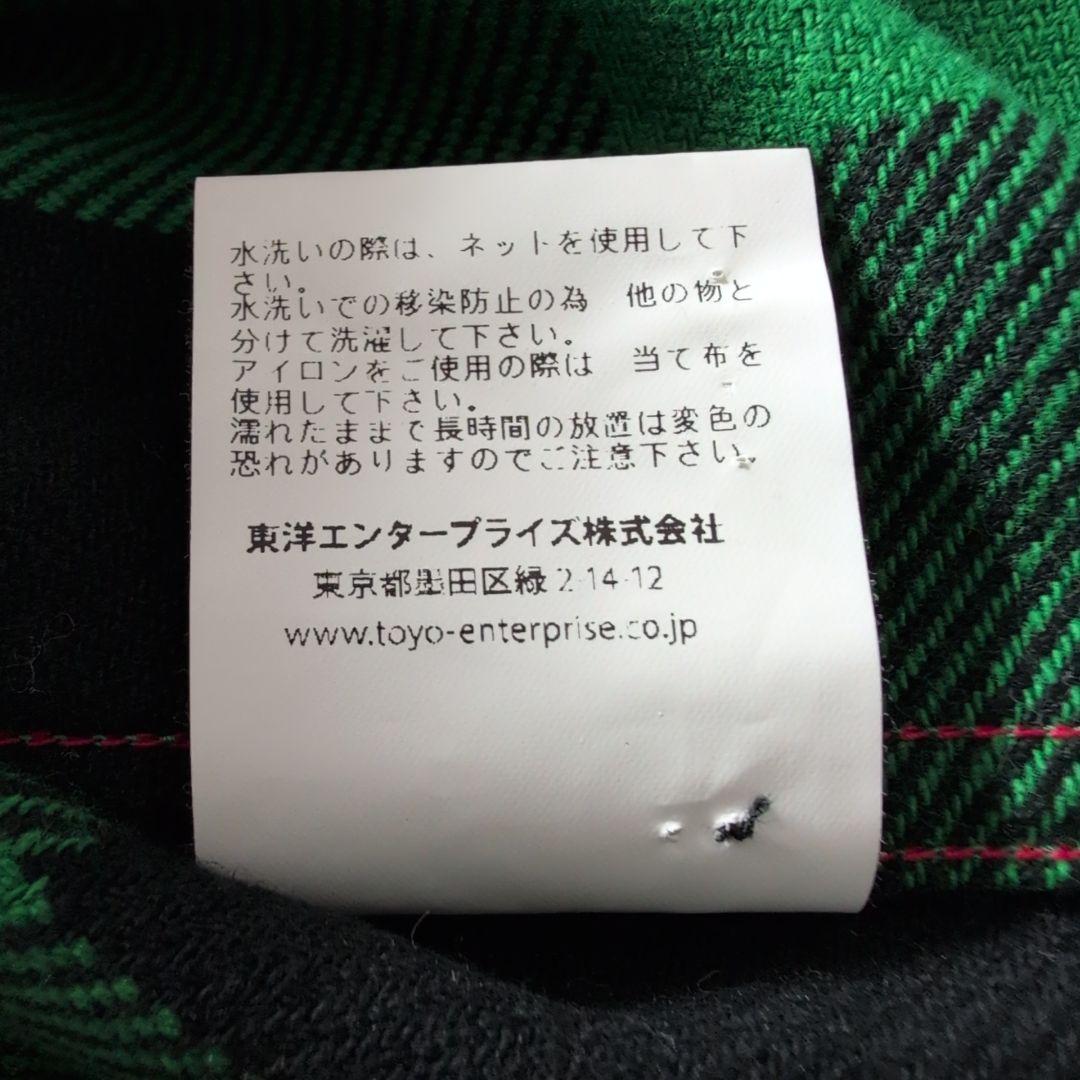 水洗いの際は、ネットを使用して下
さい。
水洗いでの移染防止の為　他の物と
分けて洗濯して下さい。
アイロンをご使用の際は　当て布を
使用して下さい。
濡れたままで長時間の放置は変色の
恐れがありますのでご注意下さい。
東洋エンタープライズ株式会社
東京都墨田区緑2-14-12
www.toyo-enterprise.co.jp